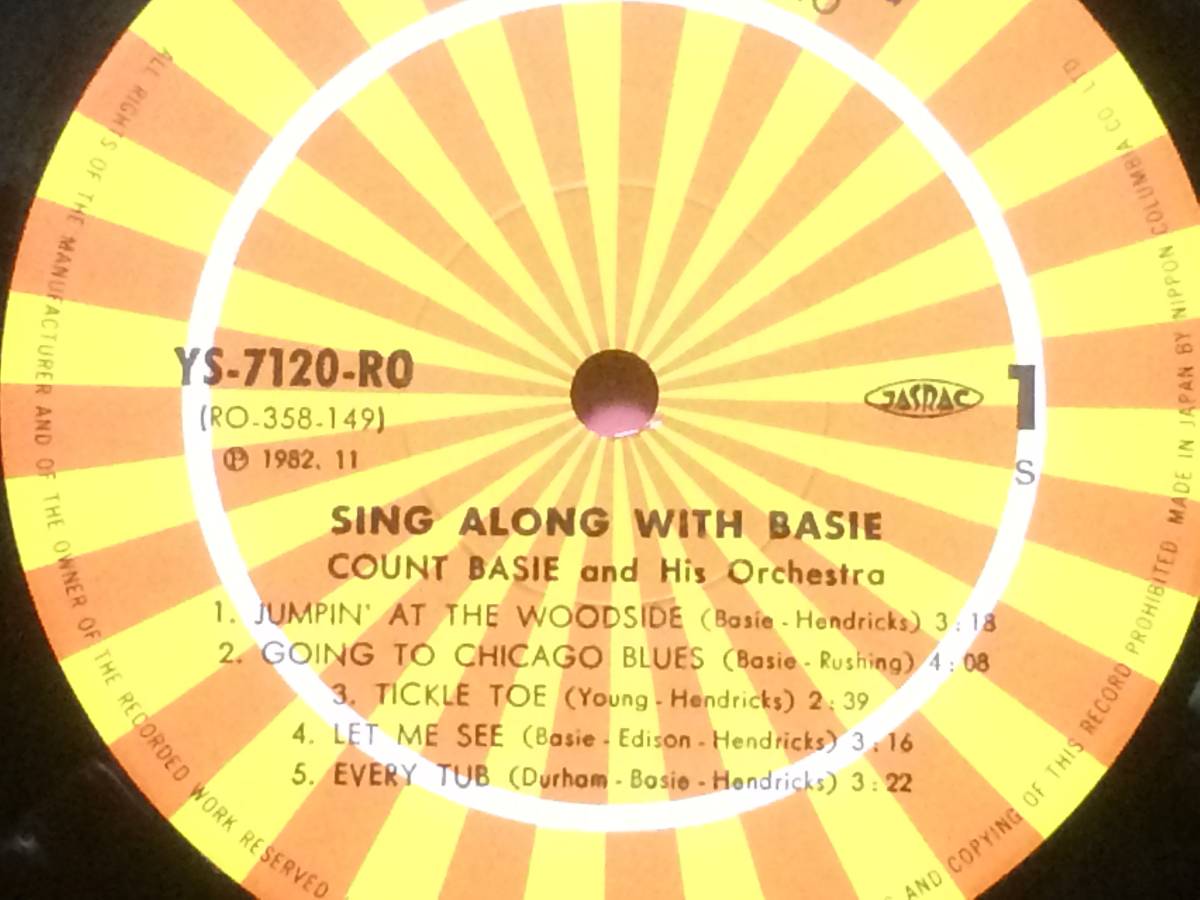 YS-7120-RO
(RO-358-149)
Ⓟ 1982. 11
JASRAC
1
S
SING ALONG WITH BASIE
COUNT BASIE and His Orchestra
1. JUMPIN' AT THE WOODSIDE (Basie - Hendricks) 3 : 18
2. GOING TO CHICAGO BLUES (Basie - Rushing) 4 : 08
3. TICKLE TOE (Young - Hendricks) 2 : 39
4. LET ME SEE (Basie - Edison - Hendricks) 3 : 16
5. EVERY TUB (Durham - Basie - Hendricks) 3 : 22
ALL RIGHTS OF THE MANUFACTURER AND OF THE OWNER OF THE RECORDED WORK RESERVED
AND COPYING OF THIS RECORD PROHIBITED MADE IN JAPAN BY NIPPON COLUMBIA CO LTD